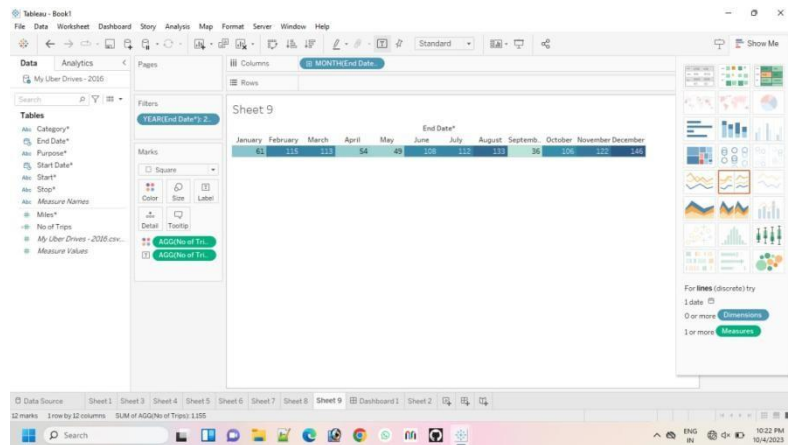 Tableau - Book1
File Data Worksheet Dashboard Story Analysis Map Format Server Window Help
Standard
Show Me
Data Analytics
My Uber Drives - 2016
Search
Tables
Abc Category*
End Date*
Abc Purpose*
Start Date*
Abc Start*
Abc Stop*
Abc Measure Names
# Miles*
No of Trips
# My Uber Drives - 2016.csv...
# Measure Values
Pages
Filters
YEAR(End Date*): 2..
Marks
Square
Color Size Label
Detail Tooltip
AGG(No of Tri..
AGG(No of Tri..
Columns MONTH(End Date..
Rows
Sheet 9
End Date*
January February March April May June July August Septemb.. October November December
61 115 113 54 49 108 112 133 36 106 122 146
For lines (discrete) try
1 date
0 or more Dimensions
1 or more Measures
Data Source Sheet 1 Sheet 3 Sheet 4 Sheet 5 Sheet 6 Sheet 7 Sheet 8 Sheet 9 Dashboard 1 Sheet 2
12 marks 1 row by 12 columns SUM of AGG(No of Trips): 1,155
Search
ENG
IN
10:22 PM
10/4/2023